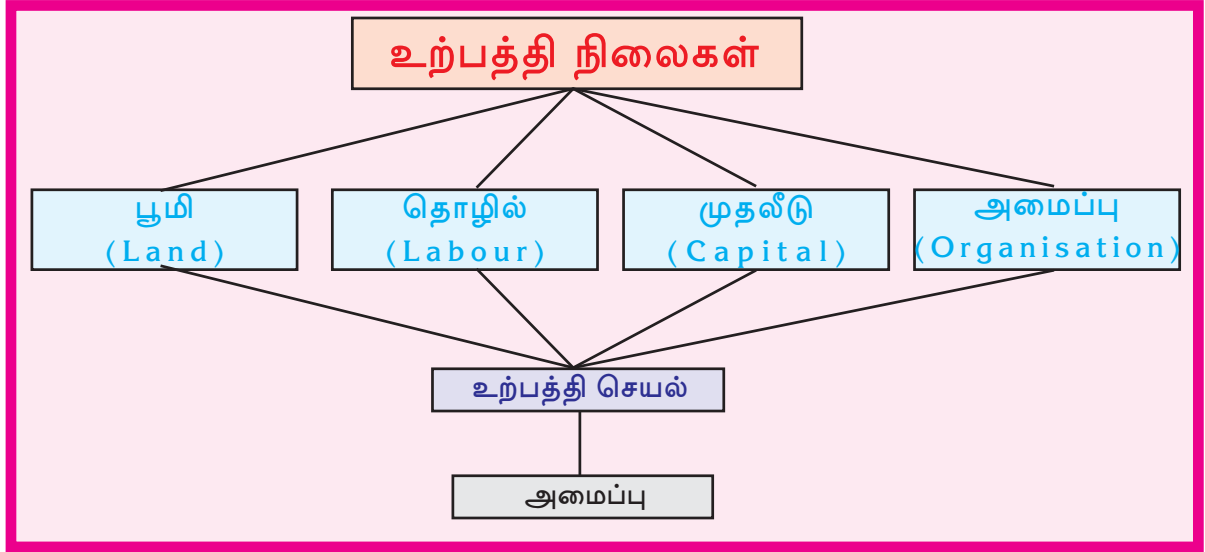 உற்பத்தி நிலைகள்
பூமி
(Land)
தொழில்
(Labour)
முதலீடு
(Capital)
அமைப்பு
(Organisation)
உற்பத்தி செயல்
அமைப்பு